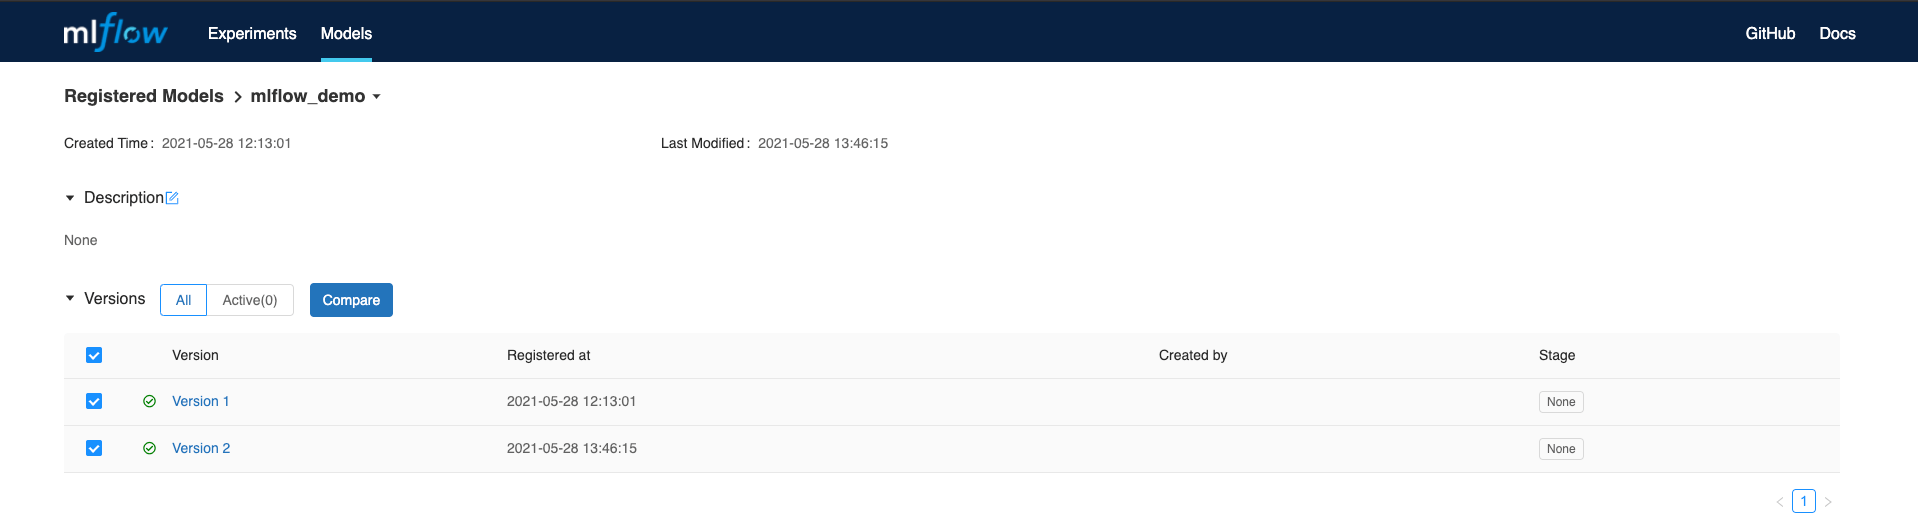 mlflow Experiments Models GitHub Docs
Registered Models > mlflow_demo
Created Time : 2021-05-28 12:13:01 Last Modified : 2021-05-28 13:46:15
Description
None
Versions All Active(0) Compare
Version Registered at Created by Stage
Version 1 2021-05-28 12:13:01 None
Version 2 2021-05-28 13:46:15 None
< 1 >